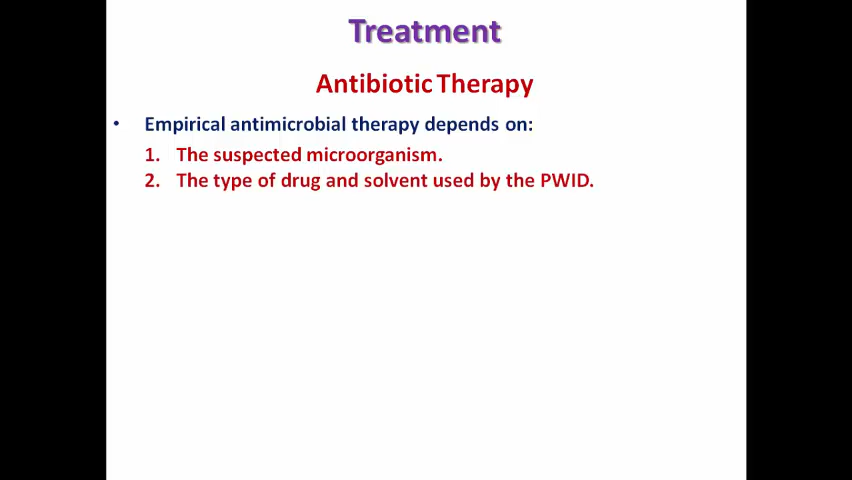 Treatment
Antibiotic Therapy
• Empirical antimicrobial therapy depends on:
1. The suspected microorganism.
2. The type of drug and solvent used by the PWID.